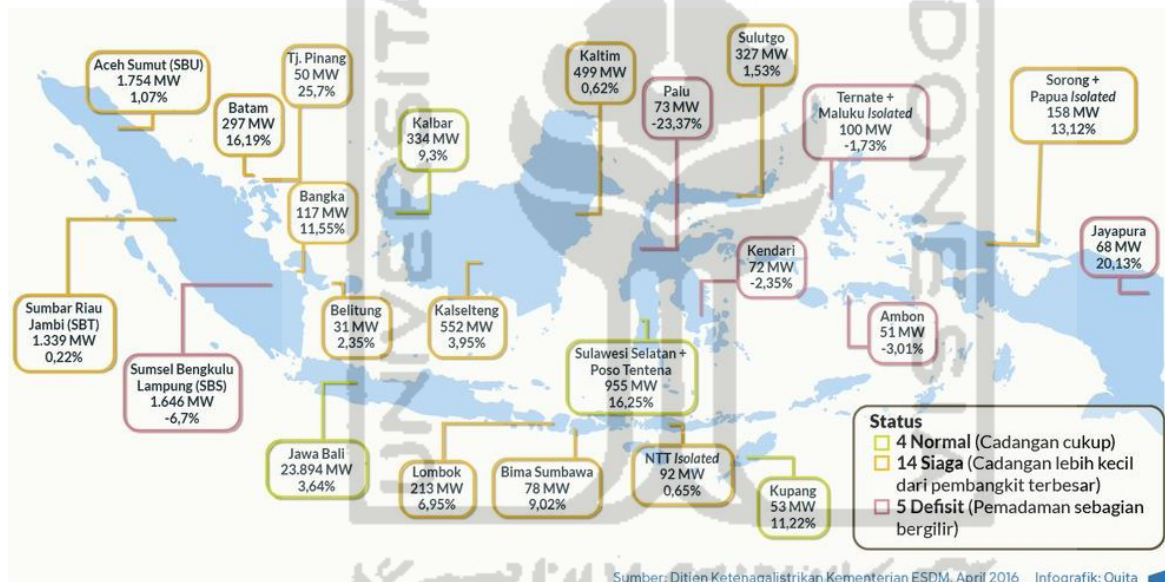 Aceh Sumut (SBU)
1.754 MW
1,07%
Tj. Pinang
50 MW
25,7%
Batam
297 MW
16,19%
Kalbar
334 MW
9,3%
Kaltim
499 MW
0,62%
Palu
73 MW
-23,37%
Sulutgo
327 MW
1,53%
Ternate +
Maluku Isolated
100 MW
-1,73%
Sorong +
Papua Isolated
158 MW
13,12%
Bangka
117 MW
11,55%
Kendari
72 MW
-2,35%
Jayapura
68 MW
20,13%
Sumbar Riau
Jambi (SBT)
1.339 MW
0,22%
Belitung
31 MW
2,35%
Kalselteng
552 MW
3,95%
Ambon
51 MW
-3,01%
Sumsel Bengkulu
Lampung (SBS)
1.646 MW
-6,7%
Sulawesi Selatan +
Poso Tentena
955 MW
16,25%
Jawa Bali
23.894 MW
3,64%
Lombok
213 MW
6,95%
Bima Sumbawa
78 MW
9,02%
NTT Isolated
92 MW
0,65%
Kupang
53 MW
11,22%
Status
4 Normal (Cadangan cukup)
14 Siaga (Cadangan lebih kecil
dari pembangkit terbesar)
5 Defisit (Pemadaman sebagian
bergilir)
Sumber: Ditjen Ketenagalistrikan Kementerian ESDM, April 2016 Infografik: Quita